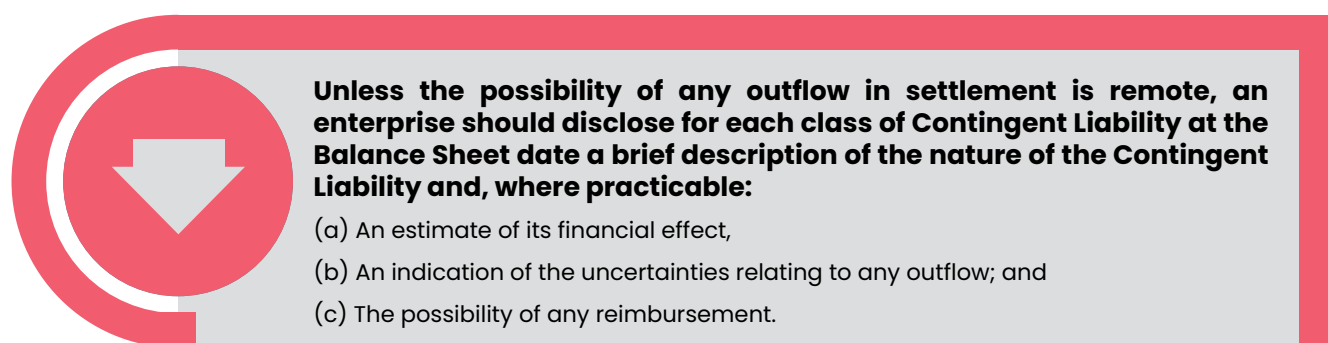 Unless the possibility of any outflow in settlement is remote, an
enterprise should disclose for each class of Contingent Liability at the
Balance Sheet date a brief description of the nature of the Contingent
Liability and, where practicable:
(a) An estimate of its financial effect,
(b) An indication of the uncertainties relating to any outflow; and
(c) The possibility of any reimbursement.